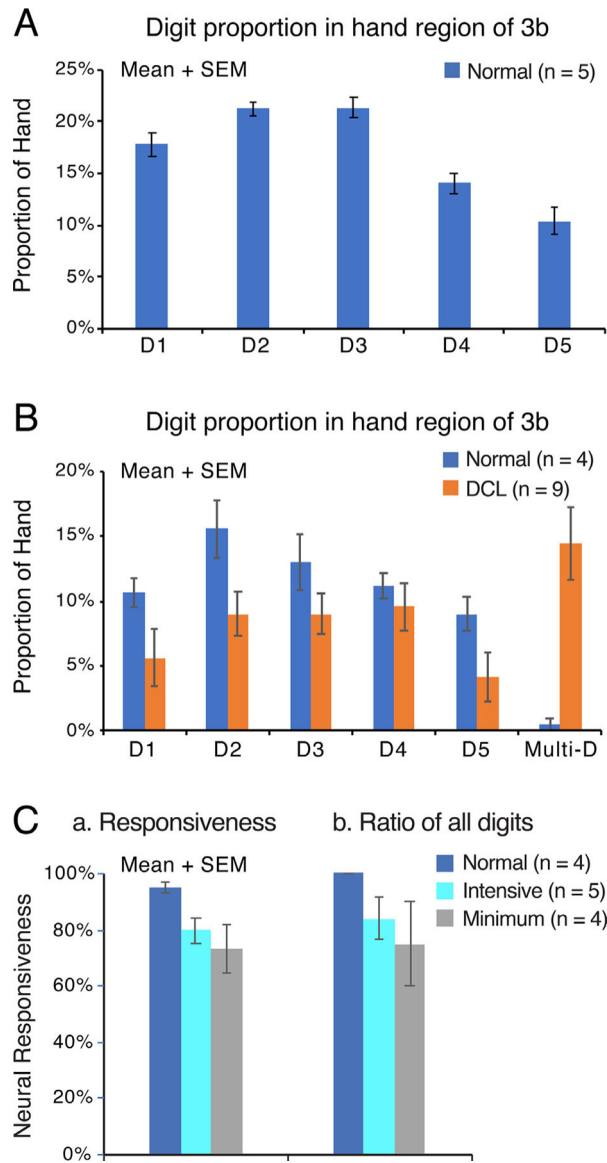 A
Digit proportion in hand region of 3b
Mean + SEM
Normal (n = 5)
Proportion of Hand
25%
20%
15%
10%
5%
0%
D1 D2 D3 D4 D5
B
Digit proportion in hand region of 3b
Mean + SEM
Normal (n = 4)
DCL (n = 9)
Proportion of Hand
20%
15%
10%
5%
0%
D1 D2 D3 D4 D5 Multi-D
C
a. Responsiveness b. Ratio of all digits
Mean + SEM
Normal (n = 4)
Intensive (n = 5)
Minimum (n = 4)
Neural Responsiveness
100%
80%
60%
40%
20%
0%